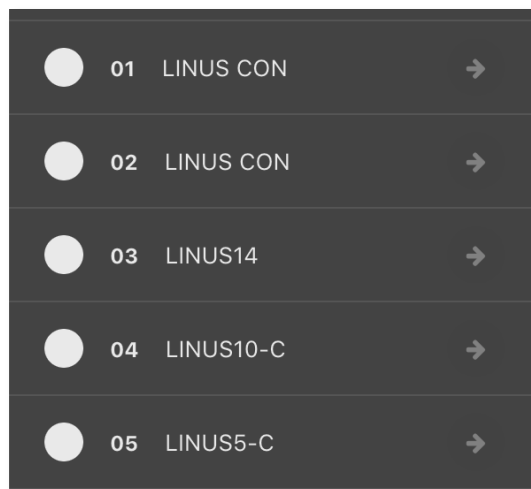 01 LINUS CON
02 LINUS CON
03 LINUS14
04 LINUS10-C
05 LINUS5-C